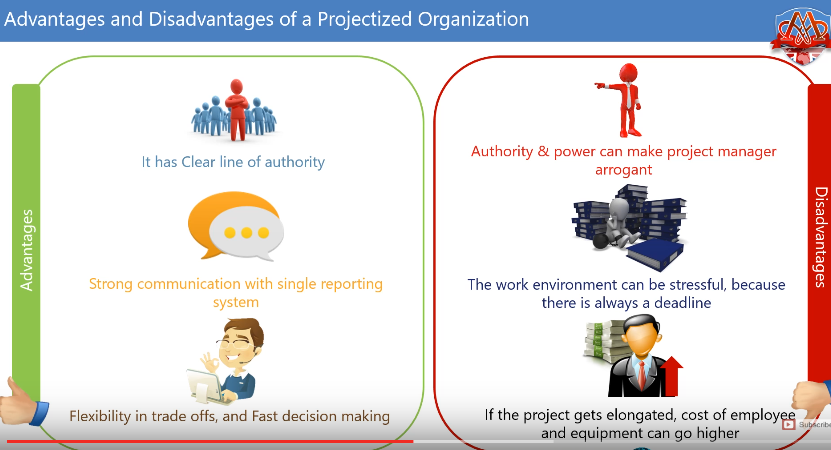 Advantages and Disadvantages of a Projectized Organization
Advantages
It has Clear line of authority
Strong communication with single reporting
system
Flexibility in trade offs, and Fast decision making
Authority & power can make project manager
arrogant
The work environment can be stressful, because
there is always a deadline
If the project gets elongated, cost of employee
and equipment can go higher
Disadvantages
Subscribe